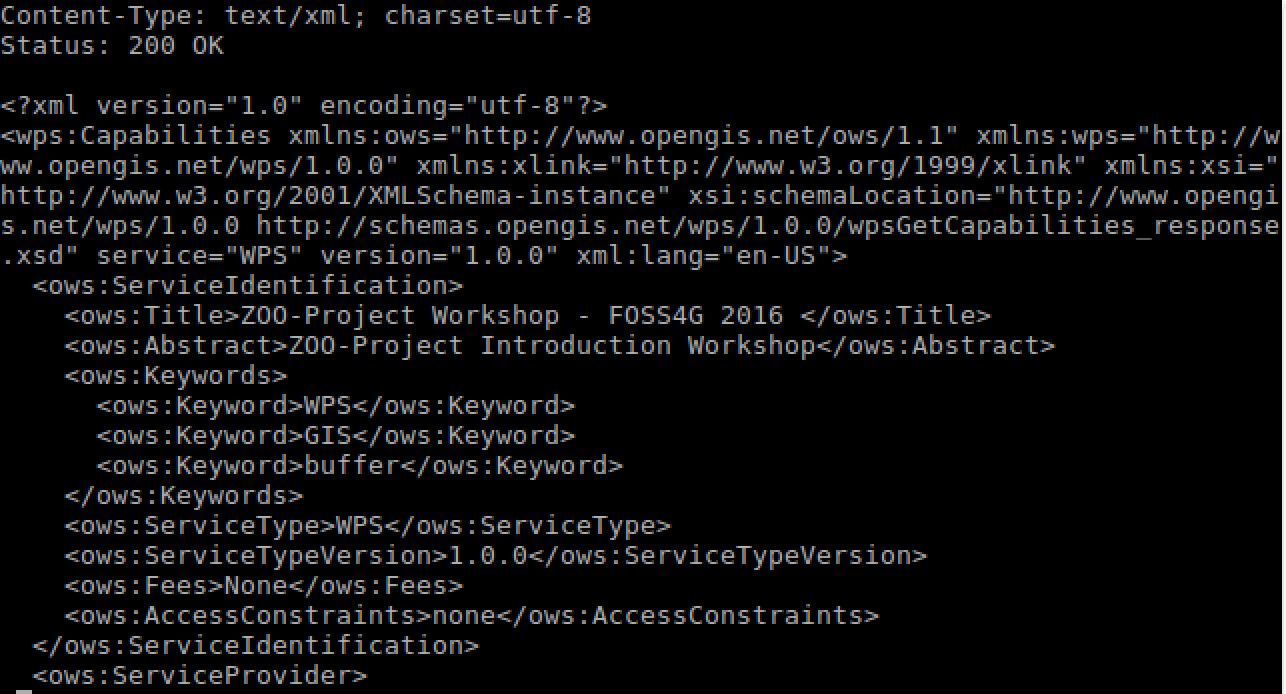 Content-Type: text/xml; charset=utf-8
Status: 200 OK
<?xml version="1.0" encoding="utf-8"?>
<wps:Capabilities xmlns:ows="http://www.opengis.net/ows/1.1" xmlns:wps="http://w
ww.opengis.net/wps/1.0.0" xmlns:xlink="http://www.w3.org/1999/xlink" xmlns:xsi="
http://www.w3.org/2001/XMLSchema-instance" xsi:schemaLocation="http://www.opengi
s.net/wps/1.0.0 http://schemas.opengis.net/wps/1.0.0/wpsGetCapabilities_response
.xsd" service="WPS" version="1.0.0" xml:lang="en-US">
  <ows:ServiceIdentification>
    <ows:Title>ZOO-Project Workshop - FOSS4G 2016 </ows:Title>
    <ows:Abstract>ZOO-Project Introduction Workshop</ows:Abstract>
    <ows:Keywords>
      <ows:Keyword>WPS</ows:Keyword>
      <ows:Keyword>GIS</ows:Keyword>
      <ows:Keyword>buffer</ows:Keyword>
    </ows:Keywords>
    <ows:ServiceType>WPS</ows:ServiceType>
    <ows:ServiceTypeVersion>1.0.0</ows:ServiceTypeVersion>
    <ows:Fees>None</ows:Fees>
    <ows:AccessConstraints>none</ows:AccessConstraints>
  </ows:ServiceIdentification>
  <ows:ServiceProvider>